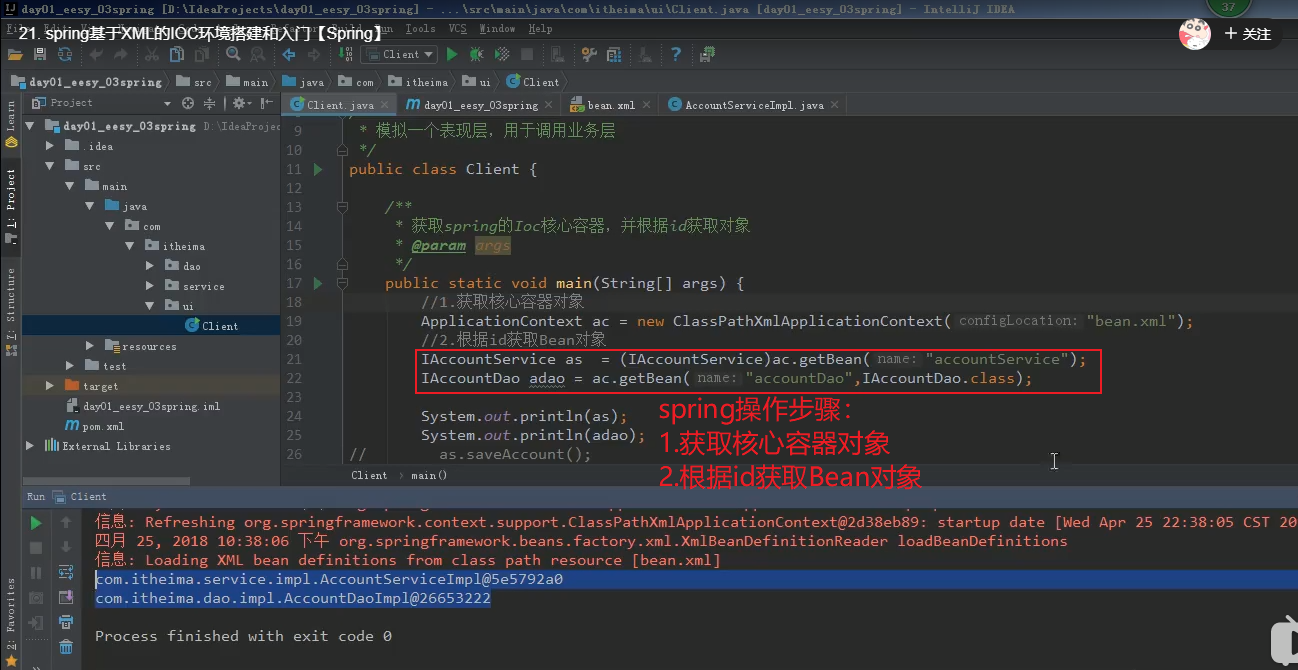 day01_eesy_03spring [D:\IdeaProjects\day01_eesy_03spring] - ...\src\main\java\com\itheima\ui\Client.java [day01_eesy_03spring] - IntelliJ IDEA
37
Tools VCS Window Help
21. spring基于XML的IOC环境搭建和入门【Spring】
+ 关注
Client
day01_eesy_03spring src main java com itheima ui Client
Project
Client.java day01_eesy_03spring bean.xml AccountServiceImpl.java
Learn
1: Project
7: Structure
2: Favorites
day01_eesy_03spring D:\IdeaProjec
.idea
src
main
java
com
itheima
dao
service
ui
Client
resources
test
target
day01_eesy_03spring.iml
pom.xml
External Libraries
9 * 模拟一个表现层，用于调用业务层
10 */
11 public class Client {
12
13 /**
14 * 获取spring的Ioc核心容器，并根据id获取对象
15 * @param args
16 */
17 public static void main(String[] args) {
18 //1.获取核心容器对象
19 ApplicationContext ac = new ClassPathXmlApplicationContext( configLocation: "bean.xml");
20 //2.根据id获取Bean对象
21 IAccountService as = (IAccountService)ac.getBean( name: "accountService");
22 IAccountDao adao = ac.getBean( name: "accountDao",IAccountDao.class);
23
24 System.out.println(as);
25 System.out.println(adao);
26 // as.saveAccount();
spring操作步骤：
1.获取核心容器对象
2.根据id获取Bean对象
Client › main()
Run Client
信息: Refreshing org.springframework.context.support.ClassPathXmlApplicationContext@2d38eb89: startup date [Wed Apr 25 22:38:05 CST 20
四月 25, 2018 10:38:06 下午 org.springframework.beans.factory.xml.XmlBeanDefinitionReader loadBeanDefinitions
信息: Loading XML bean definitions from class path resource [bean.xml]
com.itheima.service.impl.AccountServiceImpl@5e5792a0
com.itheima.dao.impl.AccountDaoImpl@26653222
Process finished with exit code 0